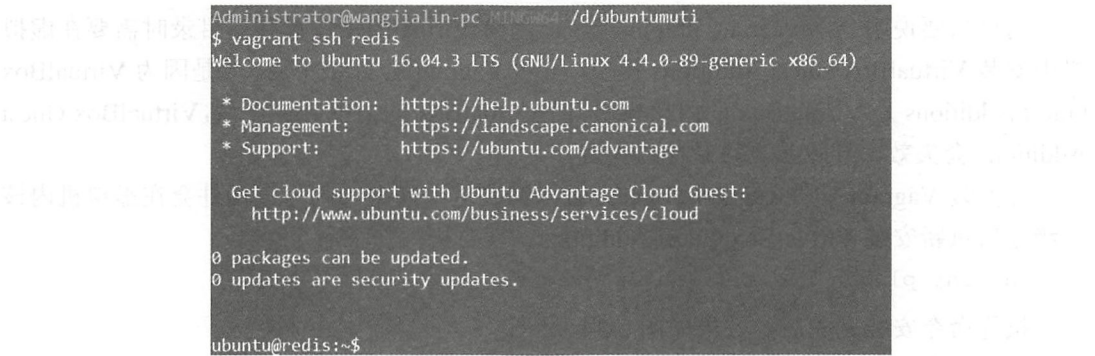 Administrator@wangjialin-pc MINGW64 /d/ubuntumuti
$ vagrant ssh redis
Welcome to Ubuntu 16.04.3 LTS (GNU/Linux 4.4.0-89-generic x86_64)
* Documentation: https://help.ubuntu.com
* Management: https://landscape.canonical.com
* Support: https://ubuntu.com/advantage
Get cloud support with Ubuntu Advantage Cloud Guest:
http://www.ubuntu.com/business/services/cloud
0 packages can be updated.
0 updates are security updates.
ubuntu@redis:~$